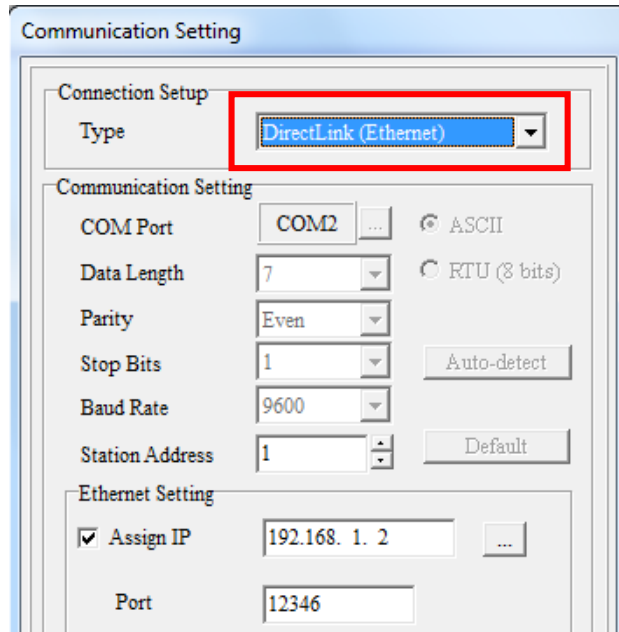 Communication Setting
Connection Setup
Type DirectLink (Ethernet)
Communication Setting
COM Port COM2 ... ASCII
Data Length 7 RTU (8 bits)
Parity Even
Stop Bits 1 Auto-detect
Baud Rate 9600
Station Address 1 Default
Ethernet Setting
Assign IP 192.168. 1. 2 ...
Port 12346